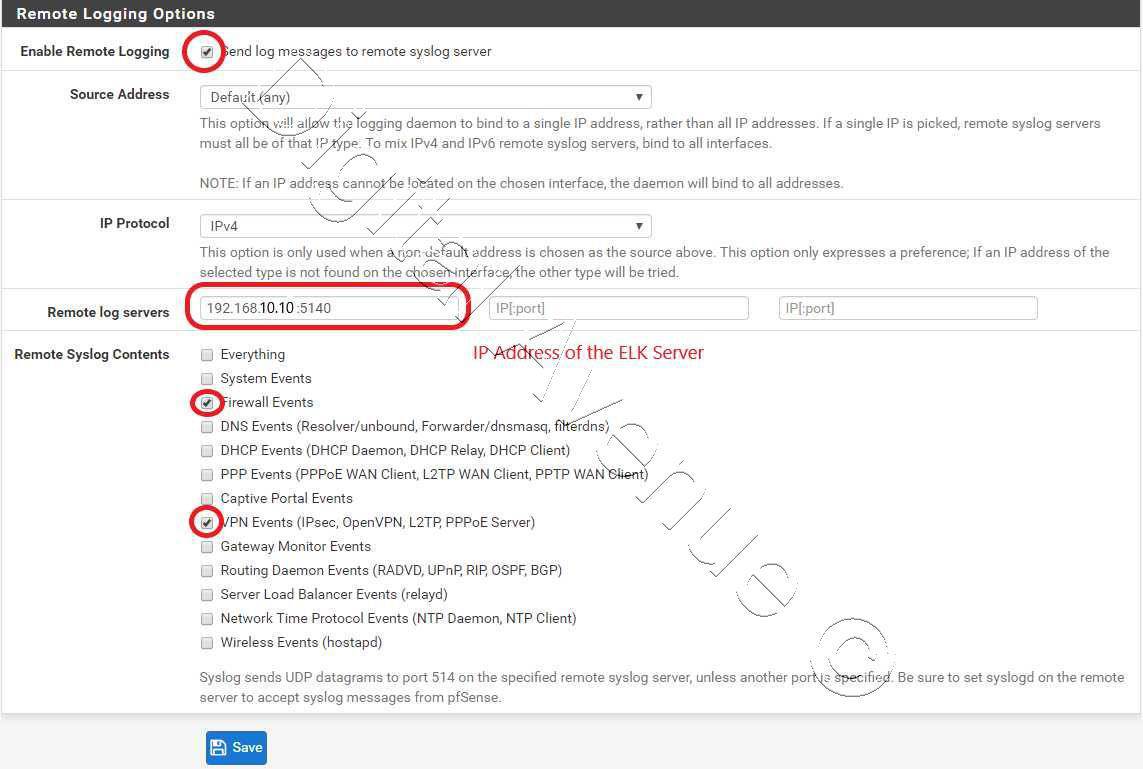 Remote Logging Options
Enable Remote Logging
Send log messages to remote syslog server
Source Address
Default (any)
This option will allow the logging daemon to bind to a single IP address, rather than all IP addresses. If a single IP is picked, remote syslog servers
must all be of that IP type. To mix IPv4 and IPv6 remote syslog servers, bind to all interfaces.
NOTE: If an IP address cannot be located on the chosen interface, the daemon will bind to all addresses.
IP Protocol
IPv4
This option is only used when a non-default address is chosen as the source above. This option only expresses a preference; If an IP address of the
selected type is not found on the chosen interface, the other type will be tried.
Remote log servers
192.168.10.10 :5140
IP[:port]
IP[:port]
IP Address of the ELK Server
Remote Syslog Contents
Everything
System Events
Firewall Events
DNS Events (Resolver/unbound, Forwarder/dnsmasq, filterdns)
DHCP Events (DHCP Daemon, DHCP Relay, DHCP Client)
PPP Events (PPPoE WAN Client, L2TP WAN Client, PPTP WAN Client)
Captive Portal Events
VPN Events (IPsec, OpenVPN, L2TP, PPPoE Server)
Gateway Monitor Events
Routing Daemon Events (RADVD, UPnP, RIP, OSPF, BGP)
Server Load Balancer Events (relayd)
Network Time Protocol Events (NTP Daemon, NTP Client)
Wireless Events (hostapd)
Syslog sends UDP datagrams to port 514 on the specified remote syslog server, unless another port is specified. Be sure to set syslogd on the remote
server to accept syslog messages from pfSense.
Save